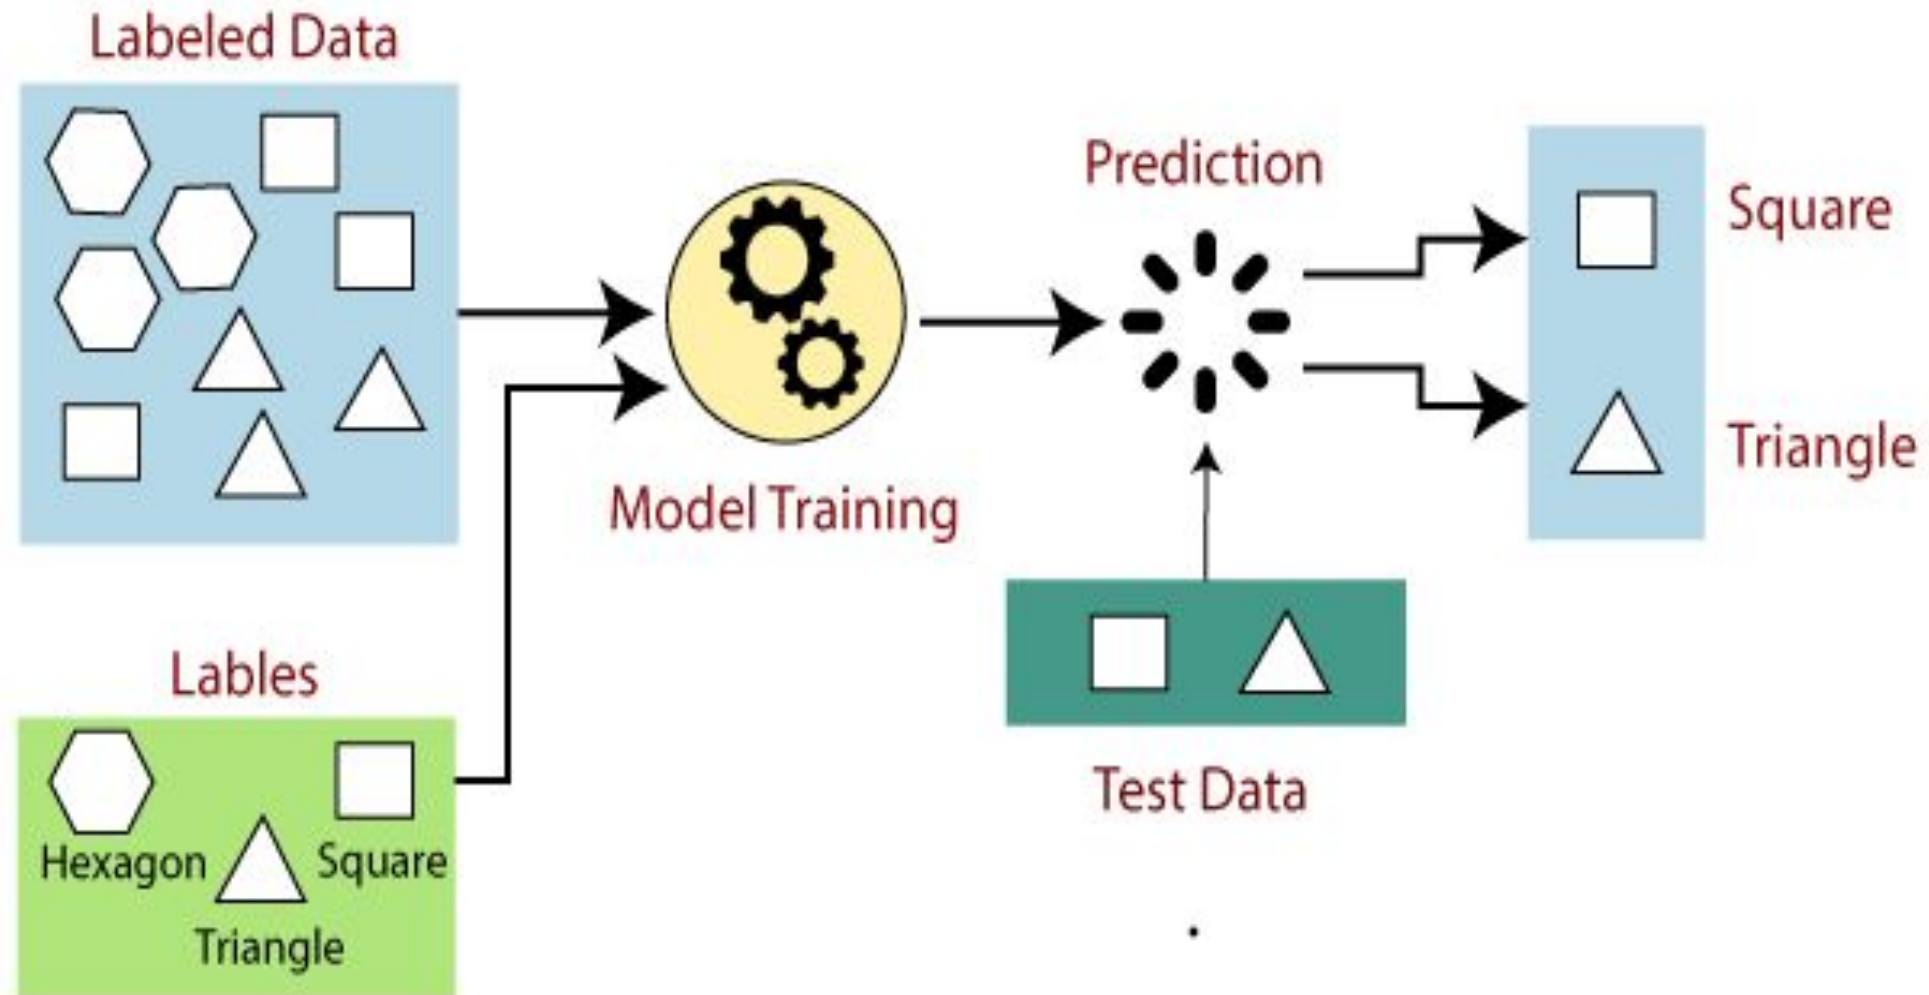 Labeled Data
Prediction
Square
Triangle
Model Training
Test Data
Lables
Hexagon
Square
Triangle